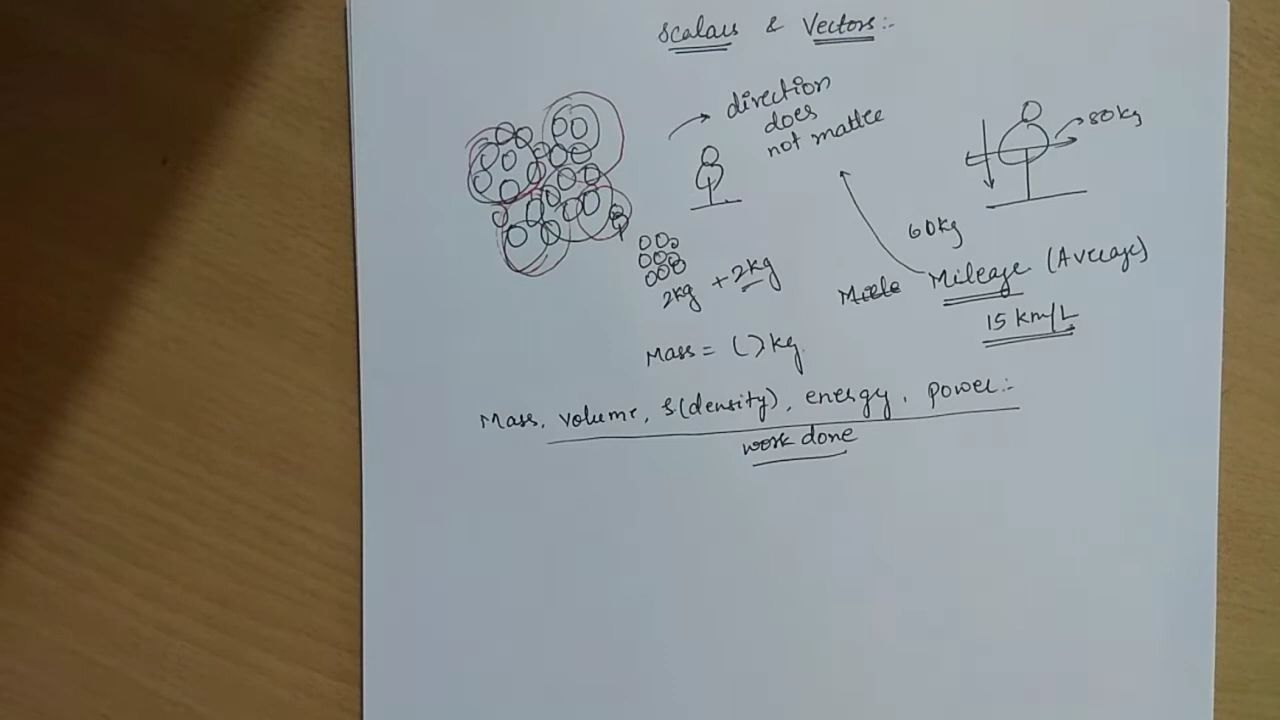 Scalars & Vectors:-
direction
does
not matter
80kg
60kg
2kg + 2kg
Mile Mileage (Average)
15 km/L
Mass = ( ) kg.
Mass, volume, ρ(density), energy, power:-
work done